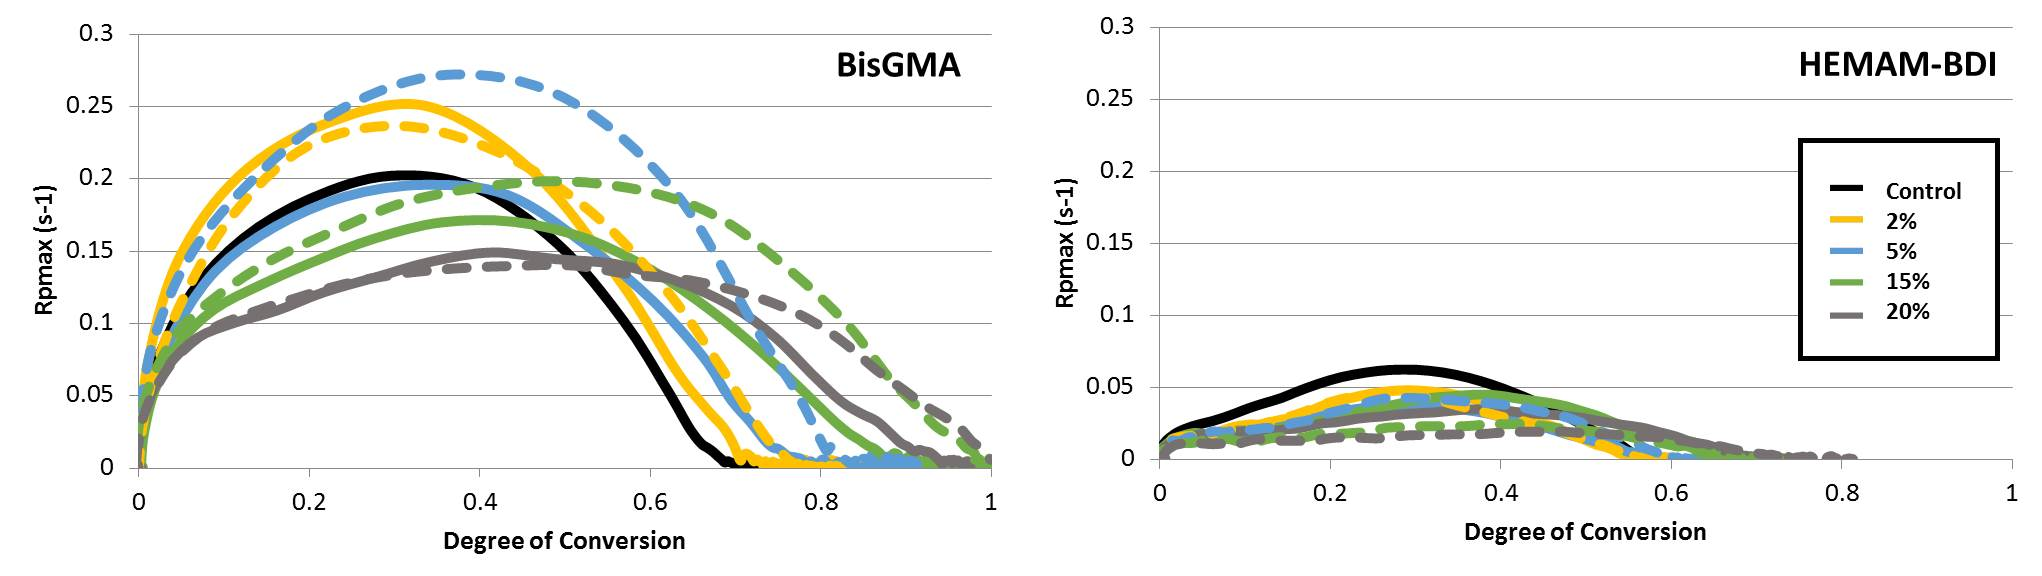 BisGMA
Rpmax (s-1)
0.3
0.25
0.2
0.15
0.1
0.05
0
0 0.2 0.4 0.6 0.8 1
Degree of Conversion
HEMAM-BDI
Rpmax (s-1)
0.3
0.25
0.2
0.15
0.1
0.05
0
0 0.2 0.4 0.6 0.8 1
Degree of Conversion
Control
2%
5%
15%
20%